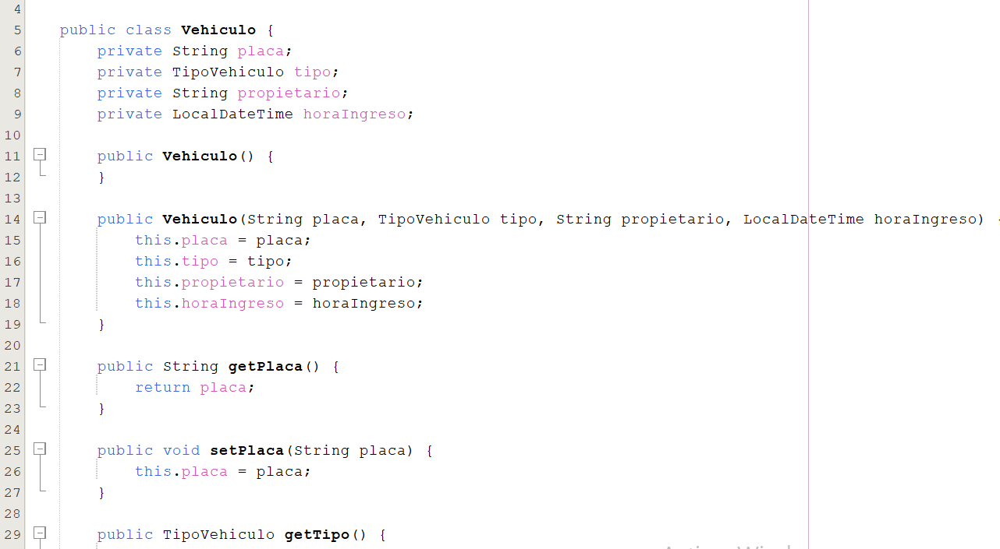 4
5 public class Vehiculo {
6 private String placa;
7 private TipoVehiculo tipo;
8 private String propietario;
9 private LocalDateTime horaIngreso;
10
11 public Vehiculo() {
12 }
13
14 public Vehiculo(String placa, TipoVehiculo tipo, String propietario, LocalDateTime horaIngreso)
15 this.placa = placa;
16 this.tipo = tipo;
17 this.propietario = propietario;
18 this.horaIngreso = horaIngreso;
19 }
20
21 public String getPlaca() {
22 return placa;
23 }
24
25 public void setPlaca(String placa) {
26 this.placa = placa;
27 }
28
29 public TipoVehiculo getTipo() {